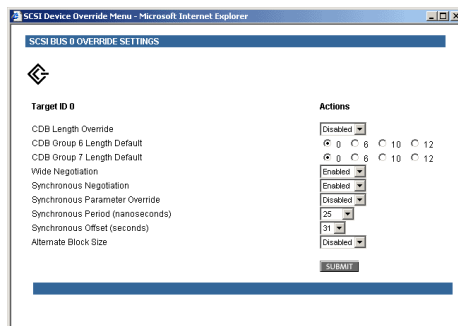 SCSI Device Override Menu - Microsoft Internet Explorer
SCSI BUS 0 OVERRIDE SETTINGS
Target ID 0 Actions
CDB Length Override Disabled
CDB Group 6 Length Default 0 6 10 12
CDB Group 7 Length Default 0 6 10 12
Wide Negotiation Enabled
Synchronous Negotiation Enabled
Synchronous Parameter Override Disabled
Synchronous Period (nanoseconds) 25
Synchronous Offset (seconds) 31
Alternate Block Size Disabled
SUBMIT